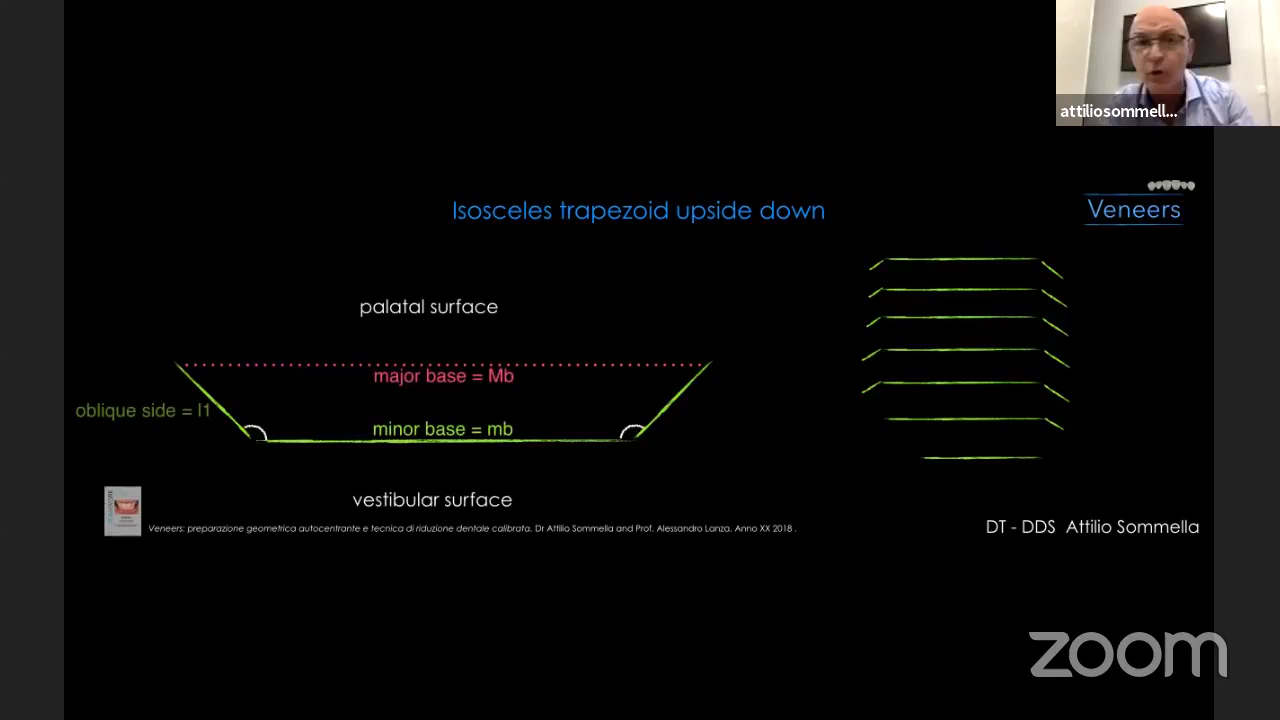 attiliosommell...
Isosceles trapezoid upside down
Veneers
palatal surface
major base = Mb
oblique side = l1
minor base = mb
vestibular surface
Veneers: preparazione geometrica autocentrante e tecnica di riduzione dentale calibrata. Dr Attilio Sommella and Prof. Alessandro Lanza. Anno XX 2018 .
DT - DDS Attilio Sommella
zoom